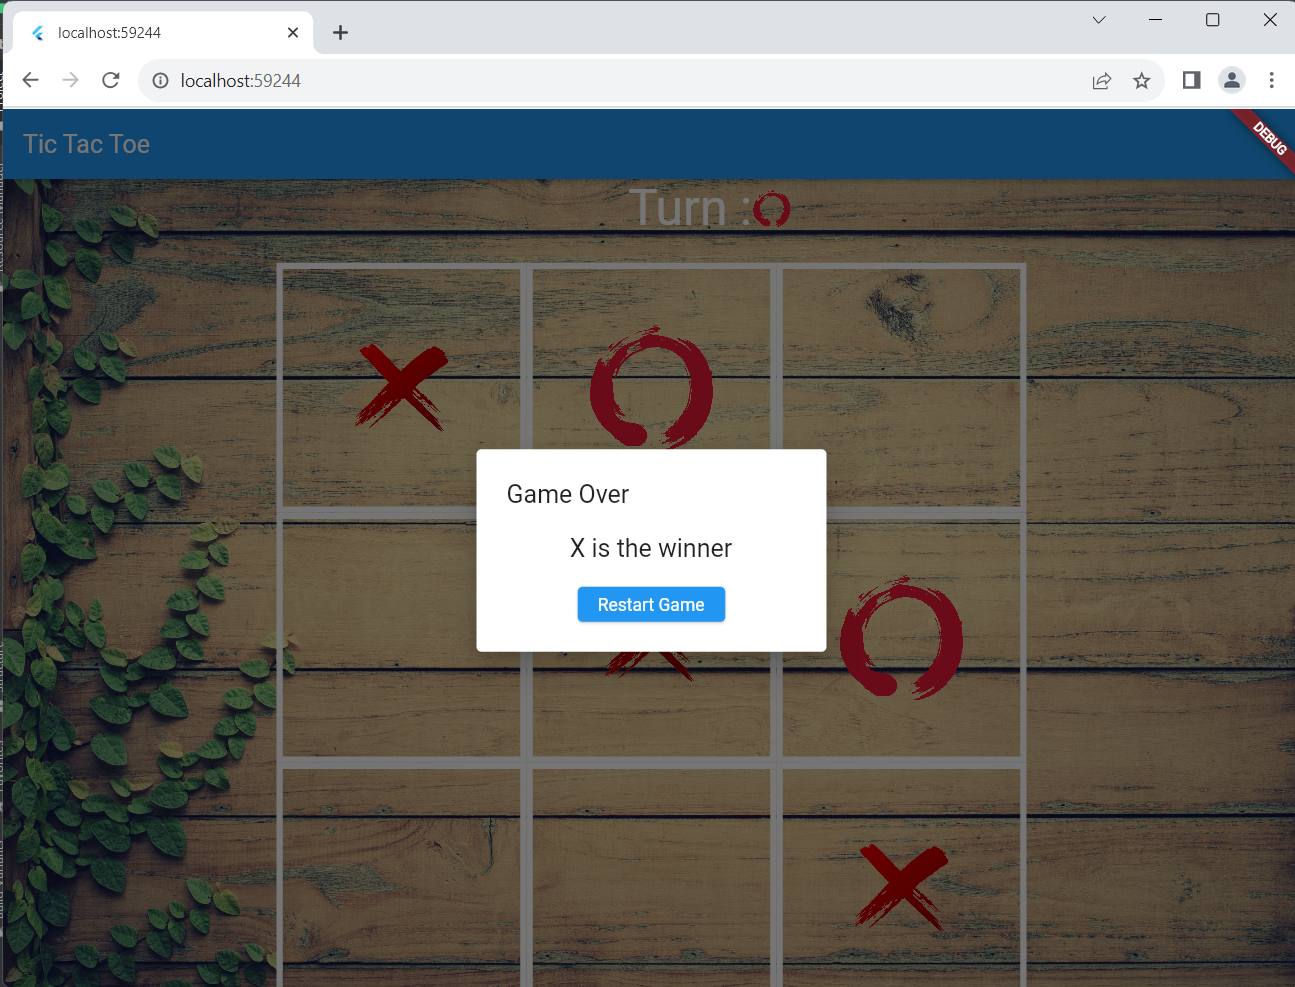 localhost:59244
localhost:59244
Tic Tac Toe
DEBUG
Turn :
Game Over
X is the winner
Restart Game